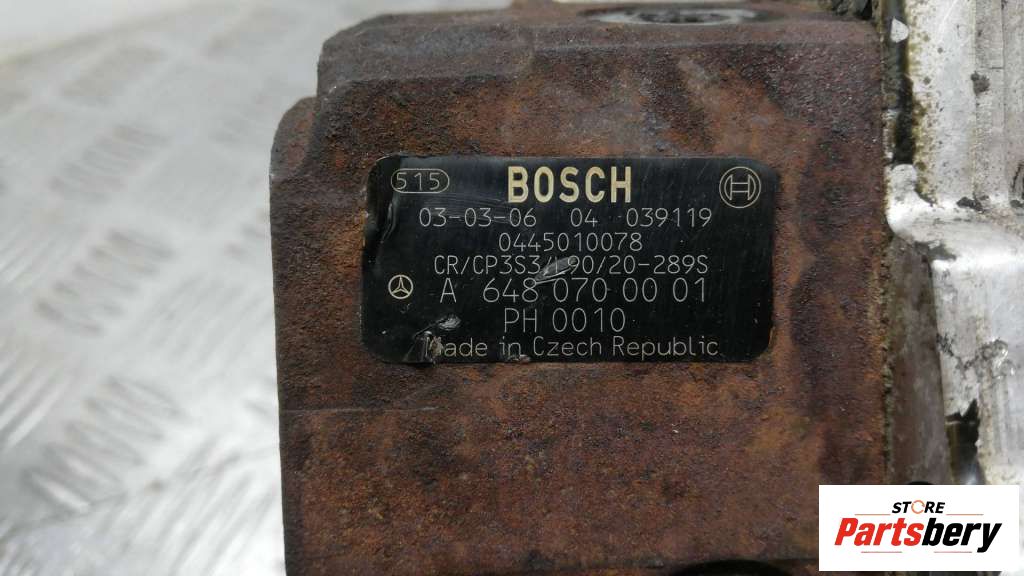 515 BOSCH
03-03-06 04 039119
0445010078
CR/CP3S3/ 90/20-289S
A 648 070 00 01
PH 0010
Made in Czech Republic
STORE
Partsbery